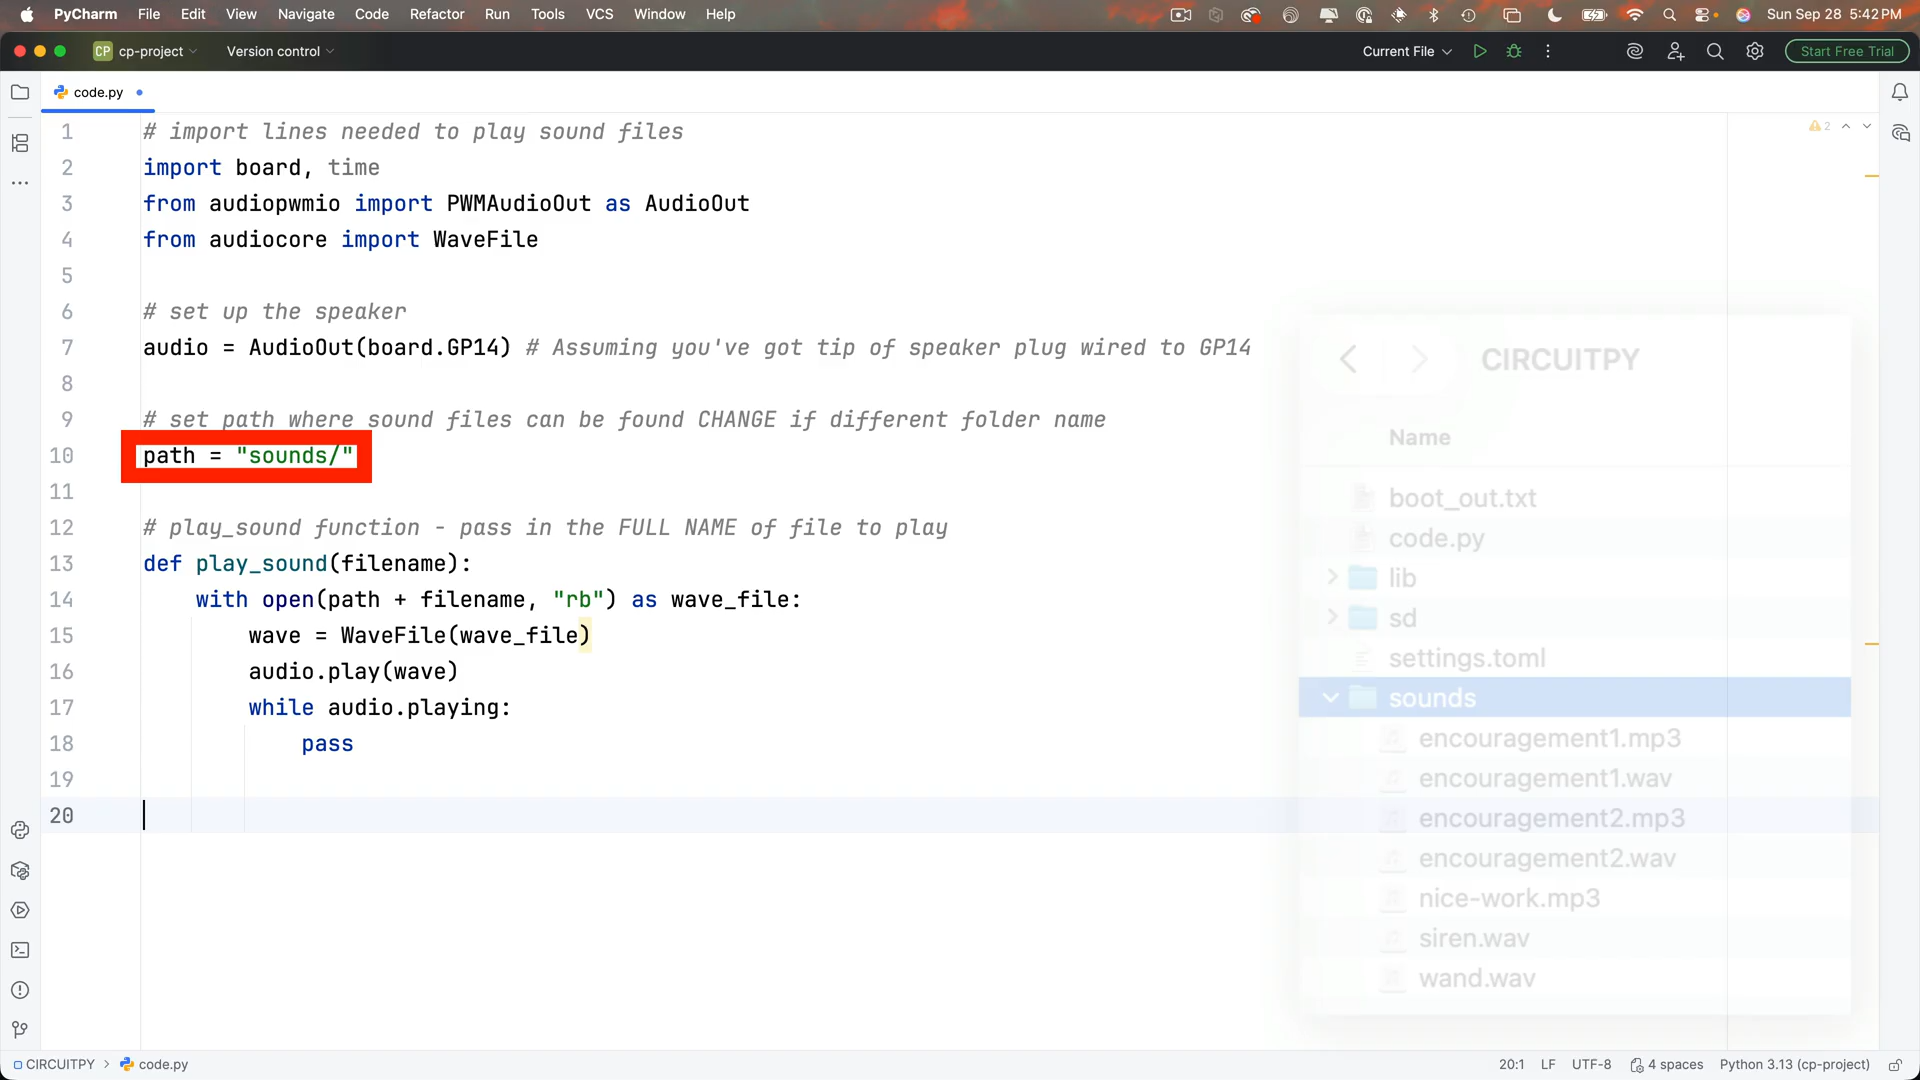 PyCharm File Edit View Navigate Code Refactor Run Tools VCS Window Help Sun Sep 28 5:42 PM
CP cp-project Version control Current File Start Free Trial
code.py
1 # import lines needed to play sound files
2 import board, time
3 from audiopwmio import PWMAudioOut as AudioOut
4 from audiocore import WaveFile
5
6 # set up the speaker
7 audio = AudioOut(board.GP14) # Assuming you've got tip of speaker plug wired to GP14
8
9 # set path where sound files can be found CHANGE if different folder name
10 path = "sounds/"
11
12 # play_sound function - pass in the FULL NAME of file to play
13 def play_sound(filename):
14 with open(path + filename, "rb") as wave_file:
15 wave = WaveFile(wave_file)
16 audio.play(wave)
17 while audio.playing:
18 pass
19
20
2
CIRCUITPY
Name
boot_out.txt
code.py
lib
sd
settings.toml
sounds
encouragement1.mp3
encouragement1.wav
encouragement2.mp3
encouragement2.wav
nice-work.mp3
siren.wav
wand.wav
CIRCUITPY > code.py 20:1 LF UTF-8 4 spaces Python 3.13 (cp-project)